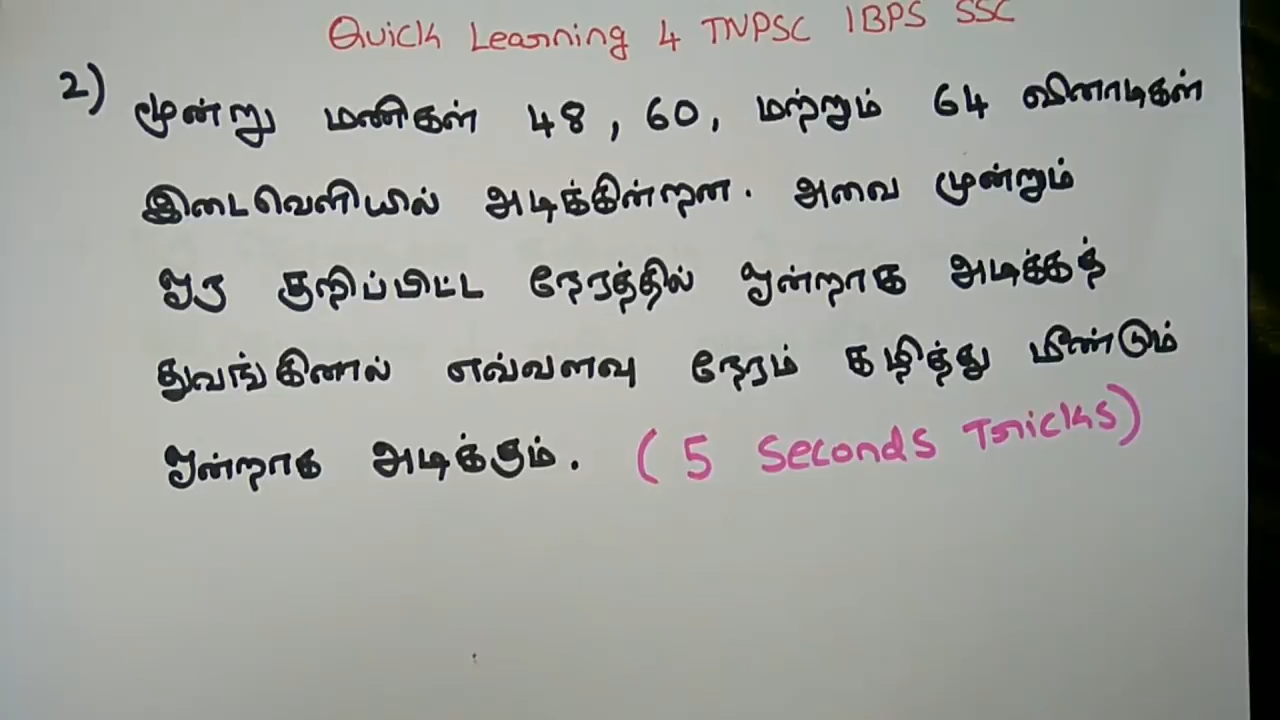 Quick Learning 4 TNPSC IBPS SSC
2) மூன்று மணிகள் 48, 60, மற்றும் 64 வினாடிகள்
இடைவெளியில் அடிக்கின்றன. அவை மூன்றும்
ஒரு குறிப்பிட்ட நேரத்தில் ஒன்றாக அடிக்கத்
துவங்கினால் எவ்வளவு நேரம் கழித்து மீண்டும்
ஒன்றாக அடிக்கும். (5 Seconds Tricks)